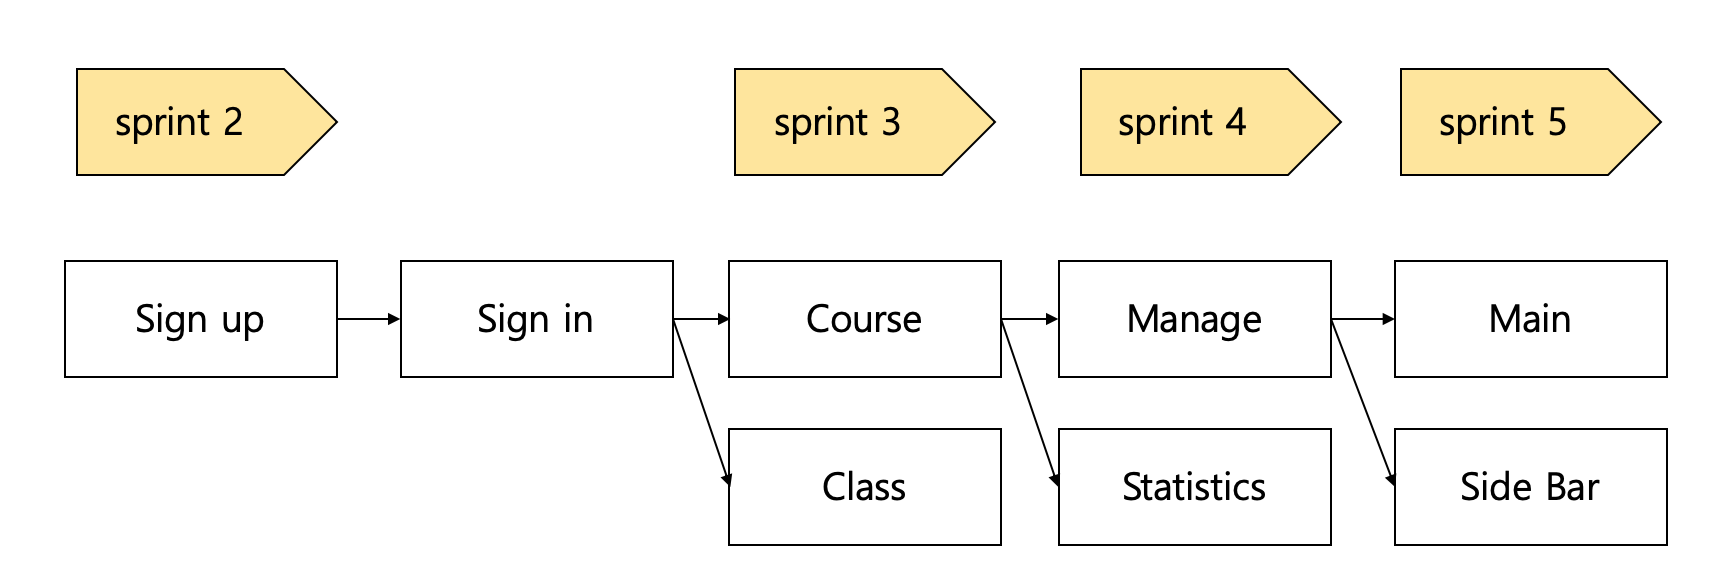 sprint 2
sprint 3
sprint 4
sprint 5
Sign up
Sign in
Course
Manage
Main
Class
Statistics
Side Bar